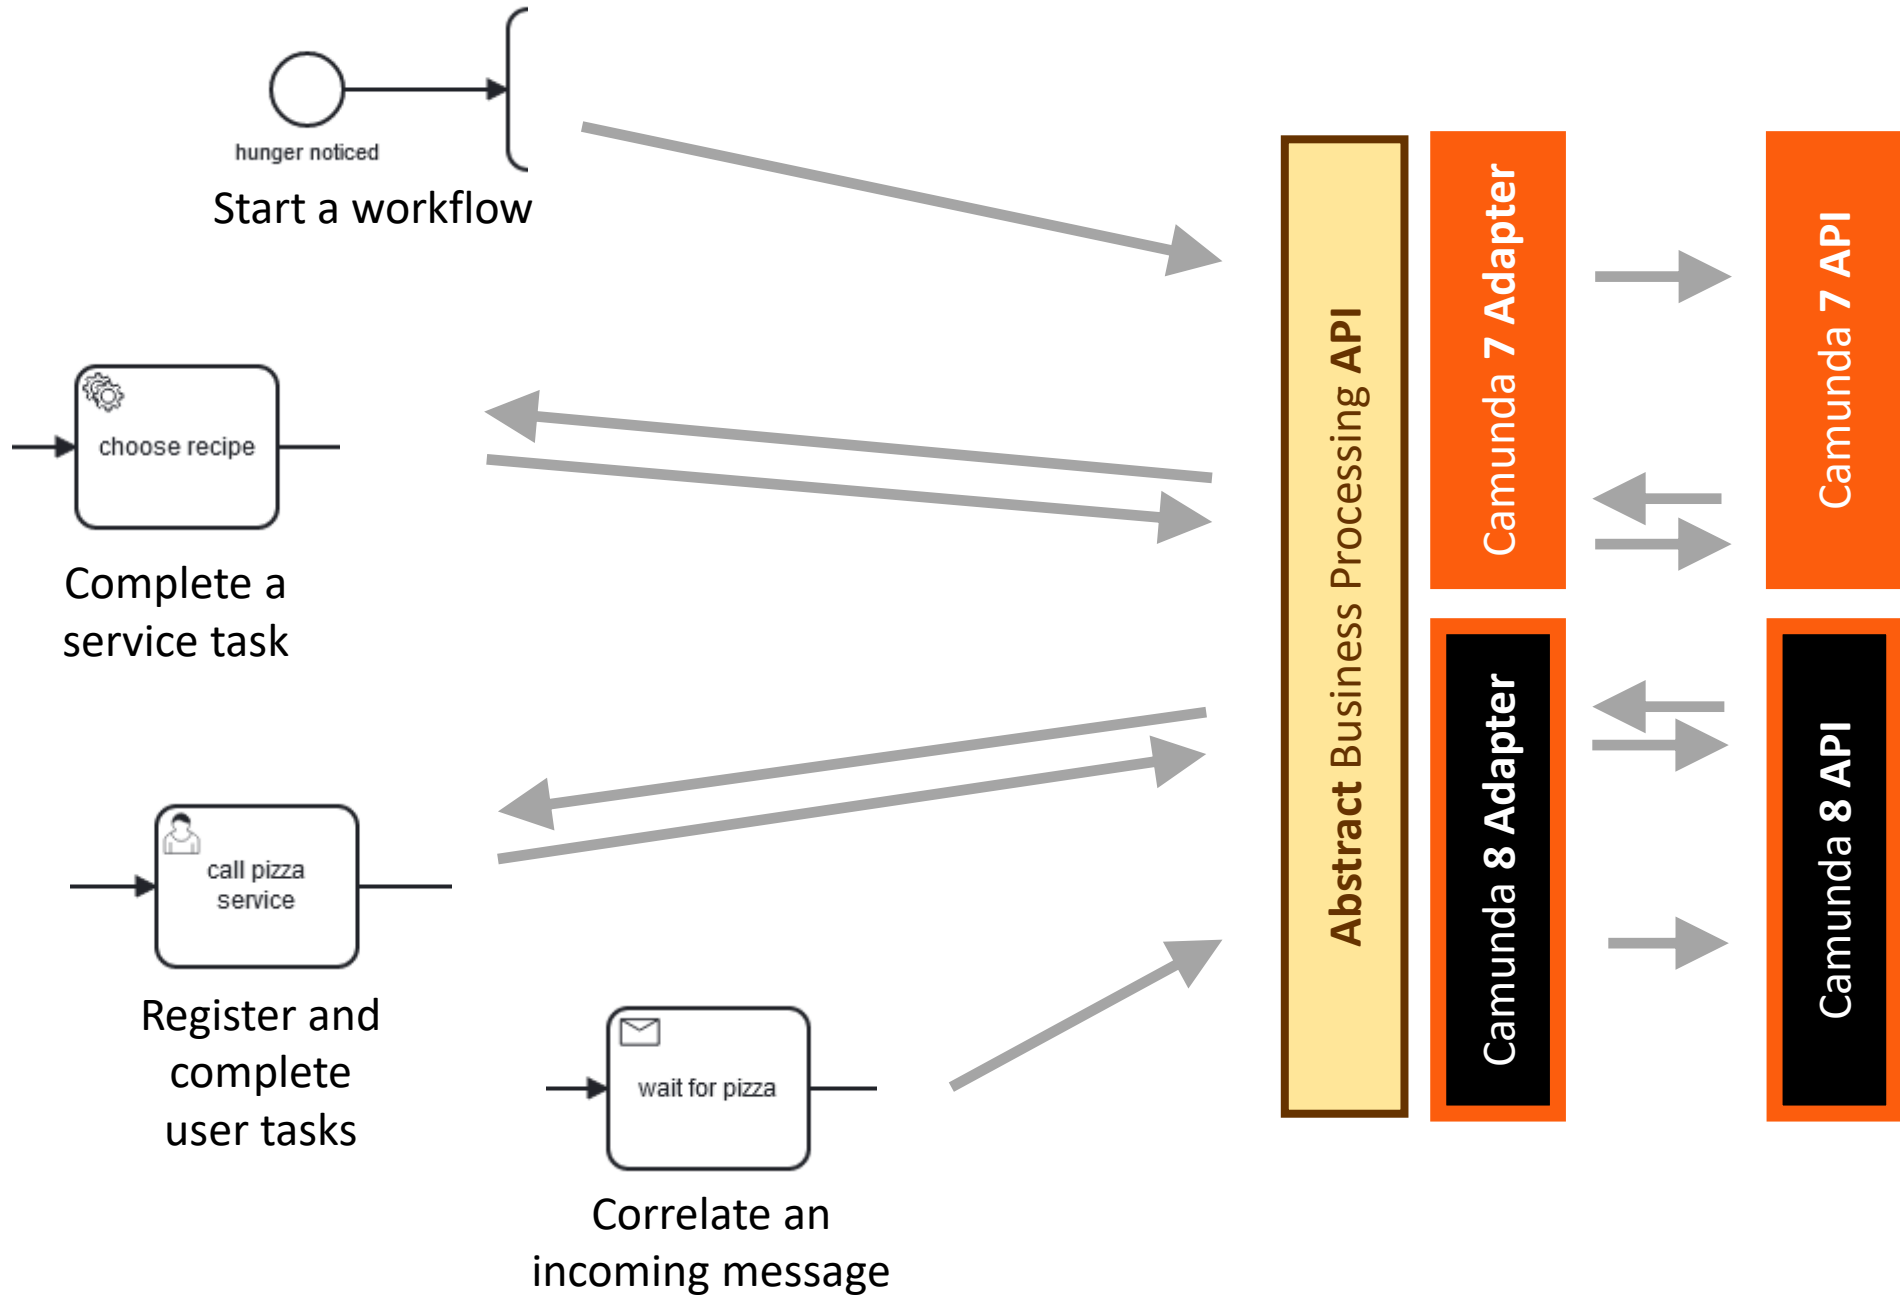 hunger noticed
Start a workflow
choose recipe
Complete a
service task
call pizza
service
Register and
complete
user tasks
wait for pizza
Correlate an
incoming message
Abstract Business Processing API
Camunda 7 Adapter
Camunda 7 API
Camunda 8 Adapter
Camunda 8 API